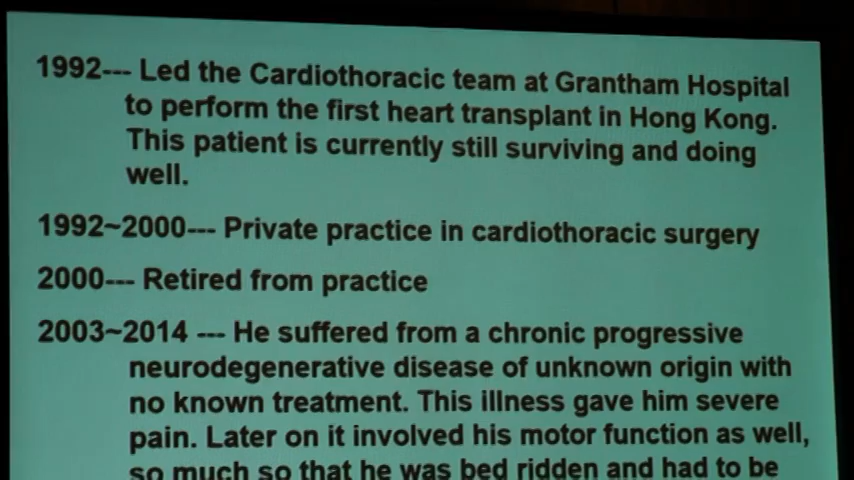 1992--- Led the Cardiothoracic team at Grantham Hospital
to perform the first heart transplant in Hong Kong.
This patient is currently still surviving and doing
well.
1992~2000--- Private practice in cardiothoracic surgery
2000--- Retired from practice
2003~2014 --- He suffered from a chronic progressive
neurodegenerative disease of unknown origin with
no known treatment. This illness gave him severe
pain. Later on it involved his motor function as well,
so much so that he was bed ridden and had to be